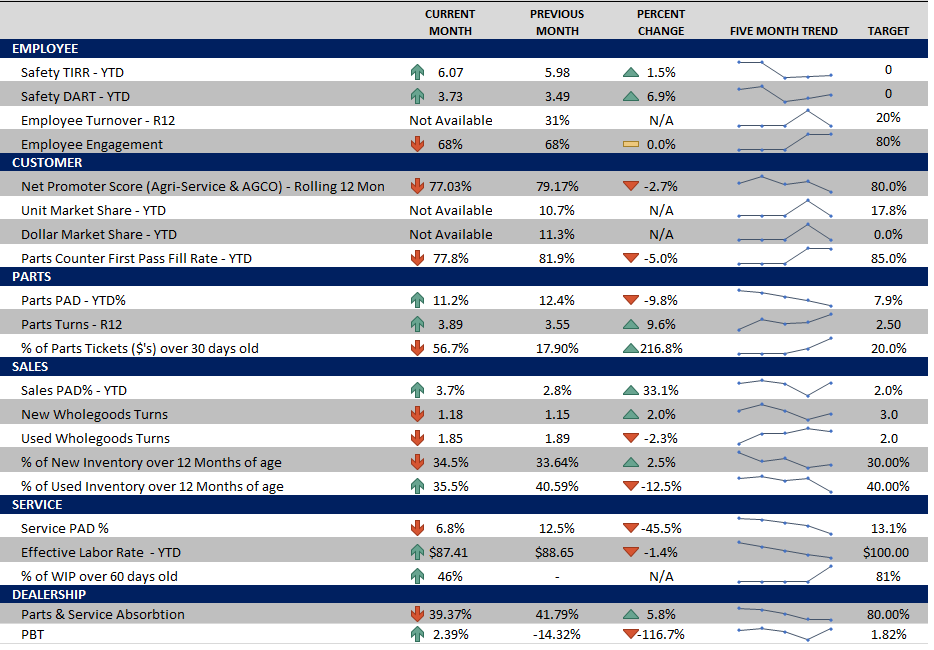 CURRENT MONTH PREVIOUS MONTH PERCENT CHANGE FIVE MONTH TREND TARGET
EMPLOYEE
Safety TIRR - YTD 6.07 5.98 1.5% 0
Safety DART - YTD 3.73 3.49 6.9% 0
Employee Turnover - R12 Not Available 31% N/A 20%
Employee Engagement 68% 68% 0.0% 80%
CUSTOMER
Net Promoter Score (Agri-Service & AGCO) - Rolling 12 Mon 77.03% 79.17% -2.7% 80.0%
Unit Market Share - YTD Not Available 10.7% N/A 17.8%
Dollar Market Share - YTD Not Available 11.3% N/A 0.0%
Parts Counter First Pass Fill Rate - YTD 77.8% 81.9% -5.0% 85.0%
PARTS
Parts PAD - YTD% 11.2% 12.4% -9.8% 7.9%
Parts Turns - R12 3.89 3.55 9.6% 2.50
% of Parts Tickets ($'s) over 30 days old 56.7% 17.90% 216.8% 20.0%
SALES
Sales PAD% - YTD 3.7% 2.8% 33.1% 2.0%
New Wholegoods Turns 1.18 1.15 2.0% 3.0
Used Wholegoods Turns 1.85 1.89 -2.3% 2.0
% of New Inventory over 12 Months of age 34.5% 33.64% 2.5% 30.00%
% of Used Inventory over 12 Months of age 35.5% 40.59% -12.5% 40.00%
SERVICE
Service PAD % 6.8% 12.5% -45.5% 13.1%
Effective Labor Rate - YTD $87.41 $88.65 -1.4% $100.00
% of WIP over 60 days old 46% - N/A 81%
DEALERSHIP
Parts & Service Absorbtion 39.37% 41.79% 5.8% 80.00%
PBT 2.39% -14.32% -116.7% 1.82%